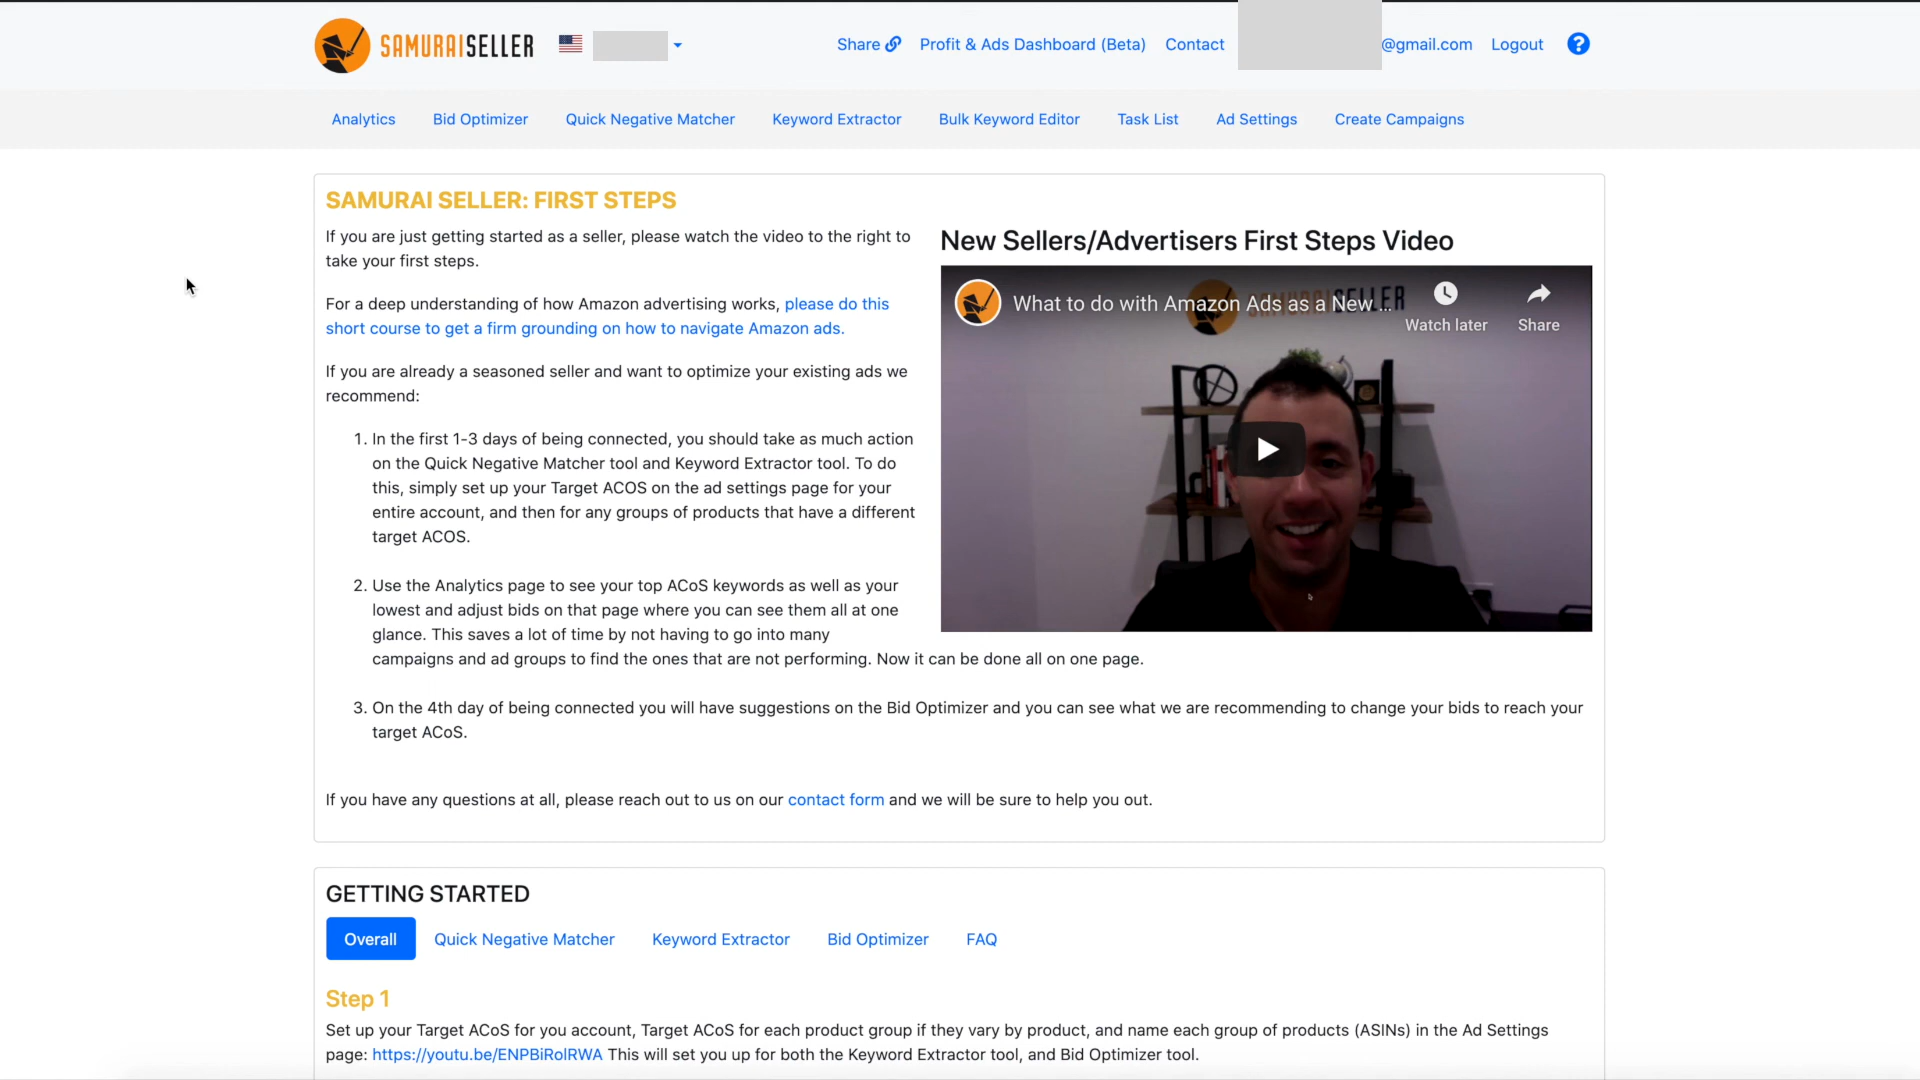 SAMURAISELLER
Share
Profit & Ads Dashboard (Beta)
Contact
@gmail.com
Logout
?
Analytics
Bid Optimizer
Quick Negative Matcher
Keyword Extractor
Bulk Keyword Editor
Task List
Ad Settings
Create Campaigns
SAMURAI SELLER: FIRST STEPS
If you are just getting started as a seller, please watch the video to the right to
take your first steps.
For a deep understanding of how Amazon advertising works, please do this
short course to get a firm grounding on how to navigate Amazon ads.
If you are already a seasoned seller and want to optimize your existing ads we
recommend:
1. In the first 1-3 days of being connected, you should take as much action
on the Quick Negative Matcher tool and Keyword Extractor tool. To do
this, simply set up your Target ACOS on the ad settings page for your
entire account, and then for any groups of products that have a different
target ACOS.
2. Use the Analytics page to see your top ACoS keywords as well as your
lowest and adjust bids on that page where you can see them all at one
glance. This saves a lot of time by not having to go into many
campaigns and ad groups to find the ones that are not performing. Now it can be done all on one page.
3. On the 4th day of being connected you will have suggestions on the Bid Optimizer and you can see what we are recommending to change your bids to reach your
target ACoS.
If you have any questions at all, please reach out to us on our contact form and we will be sure to help you out.
New Sellers/Advertisers First Steps Video
What to do with Amazon Ads as a New ...
Watch later
Share
GETTING STARTED
Overall
Quick Negative Matcher
Keyword Extractor
Bid Optimizer
FAQ
Step 1
Set up your Target ACoS for you account, Target ACoS for each product group if they vary by product, and name each group of products (ASINs) in the Ad Settings
page: https://youtu.be/ENPBiRolRWA This will set you up for both the Keyword Extractor tool, and Bid Optimizer tool.